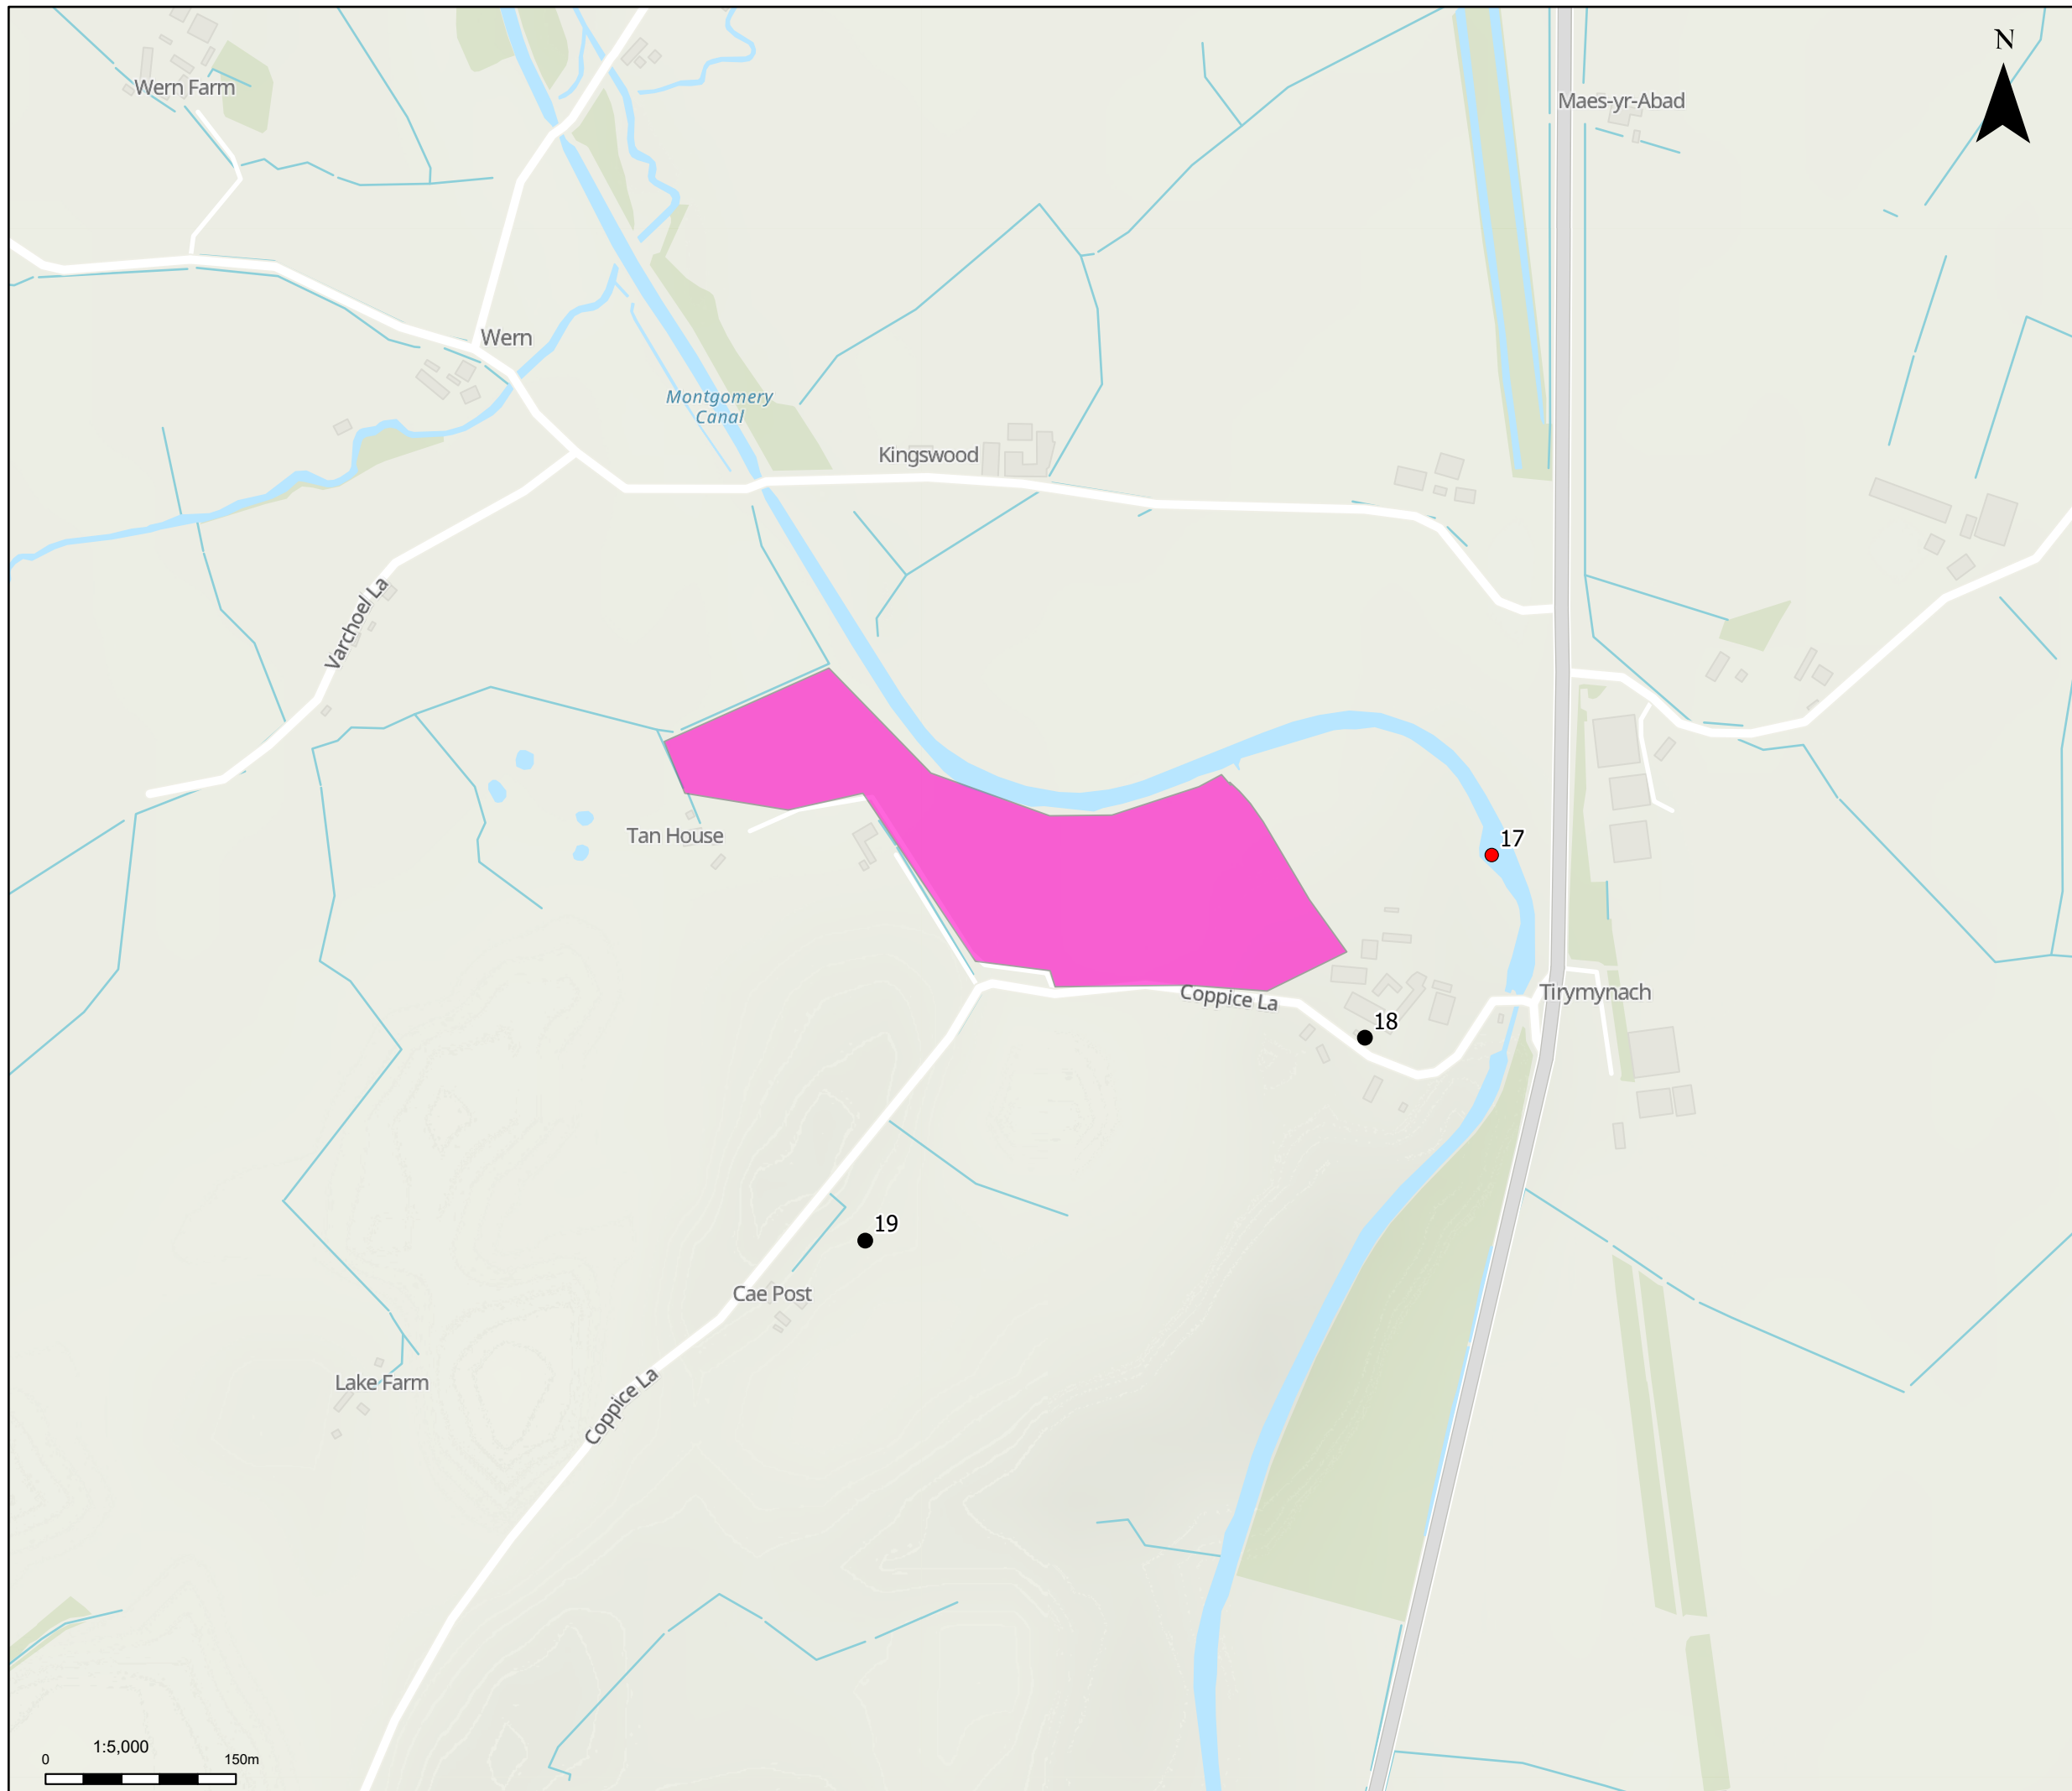 N
Wern Farm
Maes-yr-Abad
Wern
Montgomery
Canal
Kingswood
Varchoel La
Tan House
17
Coppice La
Tirymynach
18
19
Cae Post
Lake Farm
Coppice La
1:5,000
0 150m